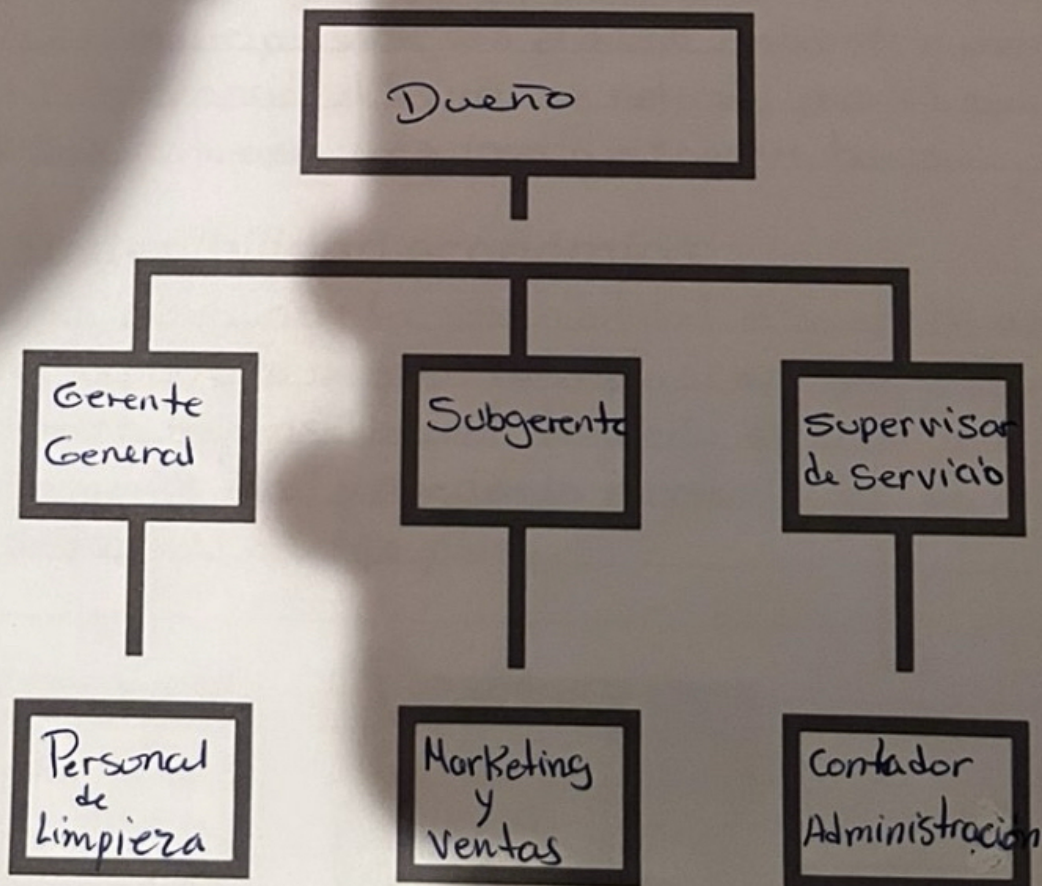 Dueño
Gerente
General
Subgerente
Supervisor
de Servicio
Personal
de
Limpieza
Marketing
y
Ventas
Contador
Administración